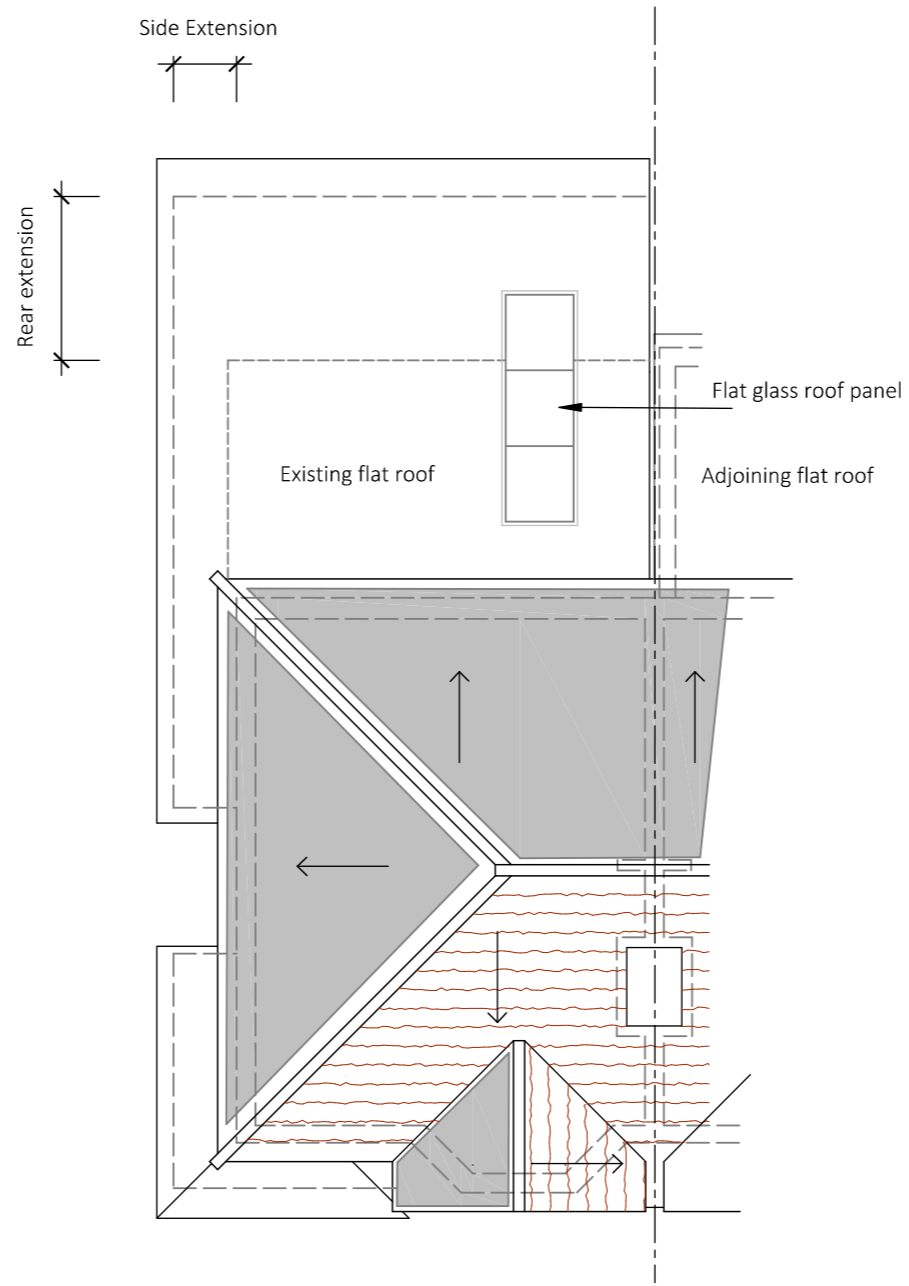 Side Extension
Rear extension
Flat glass roof panel
Existing flat roof
Adjoining flat roof